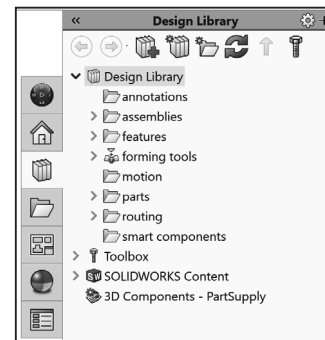 Design Library
Design Library
annotations
assemblies
features
forming tools
motion
parts
routing
smart components
Toolbox
SOLIDWORKS Content
3D Components - PartSupply